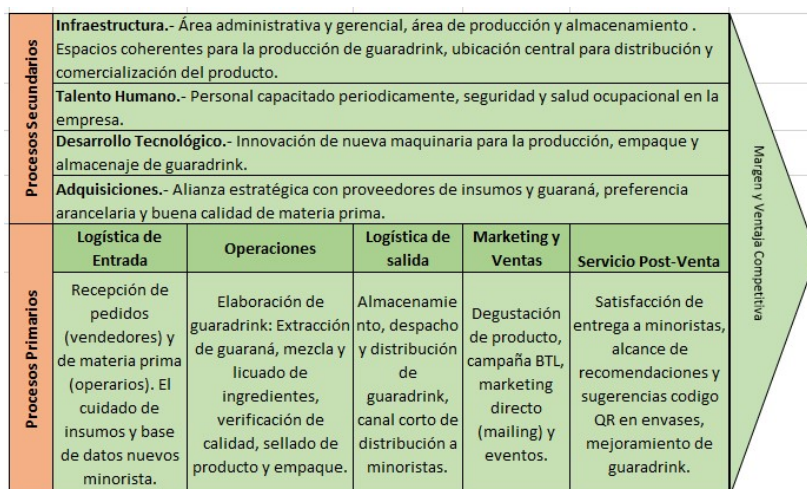 Procesos Secundarios
Infraestructura.- Área administrativa y gerencial, área de producción y almacenamiento .
Espacios coherentes para la producción de guaradrink, ubicación central para distribución y
comercialización del producto.
Talento Humano.- Personal capacitado periodicamente, seguridad y salud ocupacional en la
empresa.
Desarrollo Tecnológico.- Innovación de nueva maquinaria para la producción, empaque y
almacenaje de guaradrink.
Adquisiciones.- Alianza estratégica con proveedores de insumos y guaraná, preferencia
arancelaria y buena calidad de materia prima.
Procesos Primarios
Logística de
Entrada
Recepción de
pedidos
(vendedores) y
de materia prima
(operarios). El
cuidado de
insumos y base
de datos nuevos
minorista.
Operaciones
Elaboración de
guaradrink: Extracción
de guaraná, mezcla y
licuado de
ingredientes,
verificación de
calidad, sellado de
producto y empaque.
Logística de
salida
Almacenamie
nto, despacho
y distribución
de
guaradrink,
canal corto de
distribución a
minoristas.
Marketing y
Ventas
Degustación
de producto,
campaña BTL,
marketing
directo
(mailing) y
eventos.
Servicio Post-Venta
Satisfacción de
entrega a minoristas,
alcance de
recomendaciones y
sugerencias codigo
QR en envases,
mejoramiento de
guaradrink.
Margen y Ventaja Competitiva